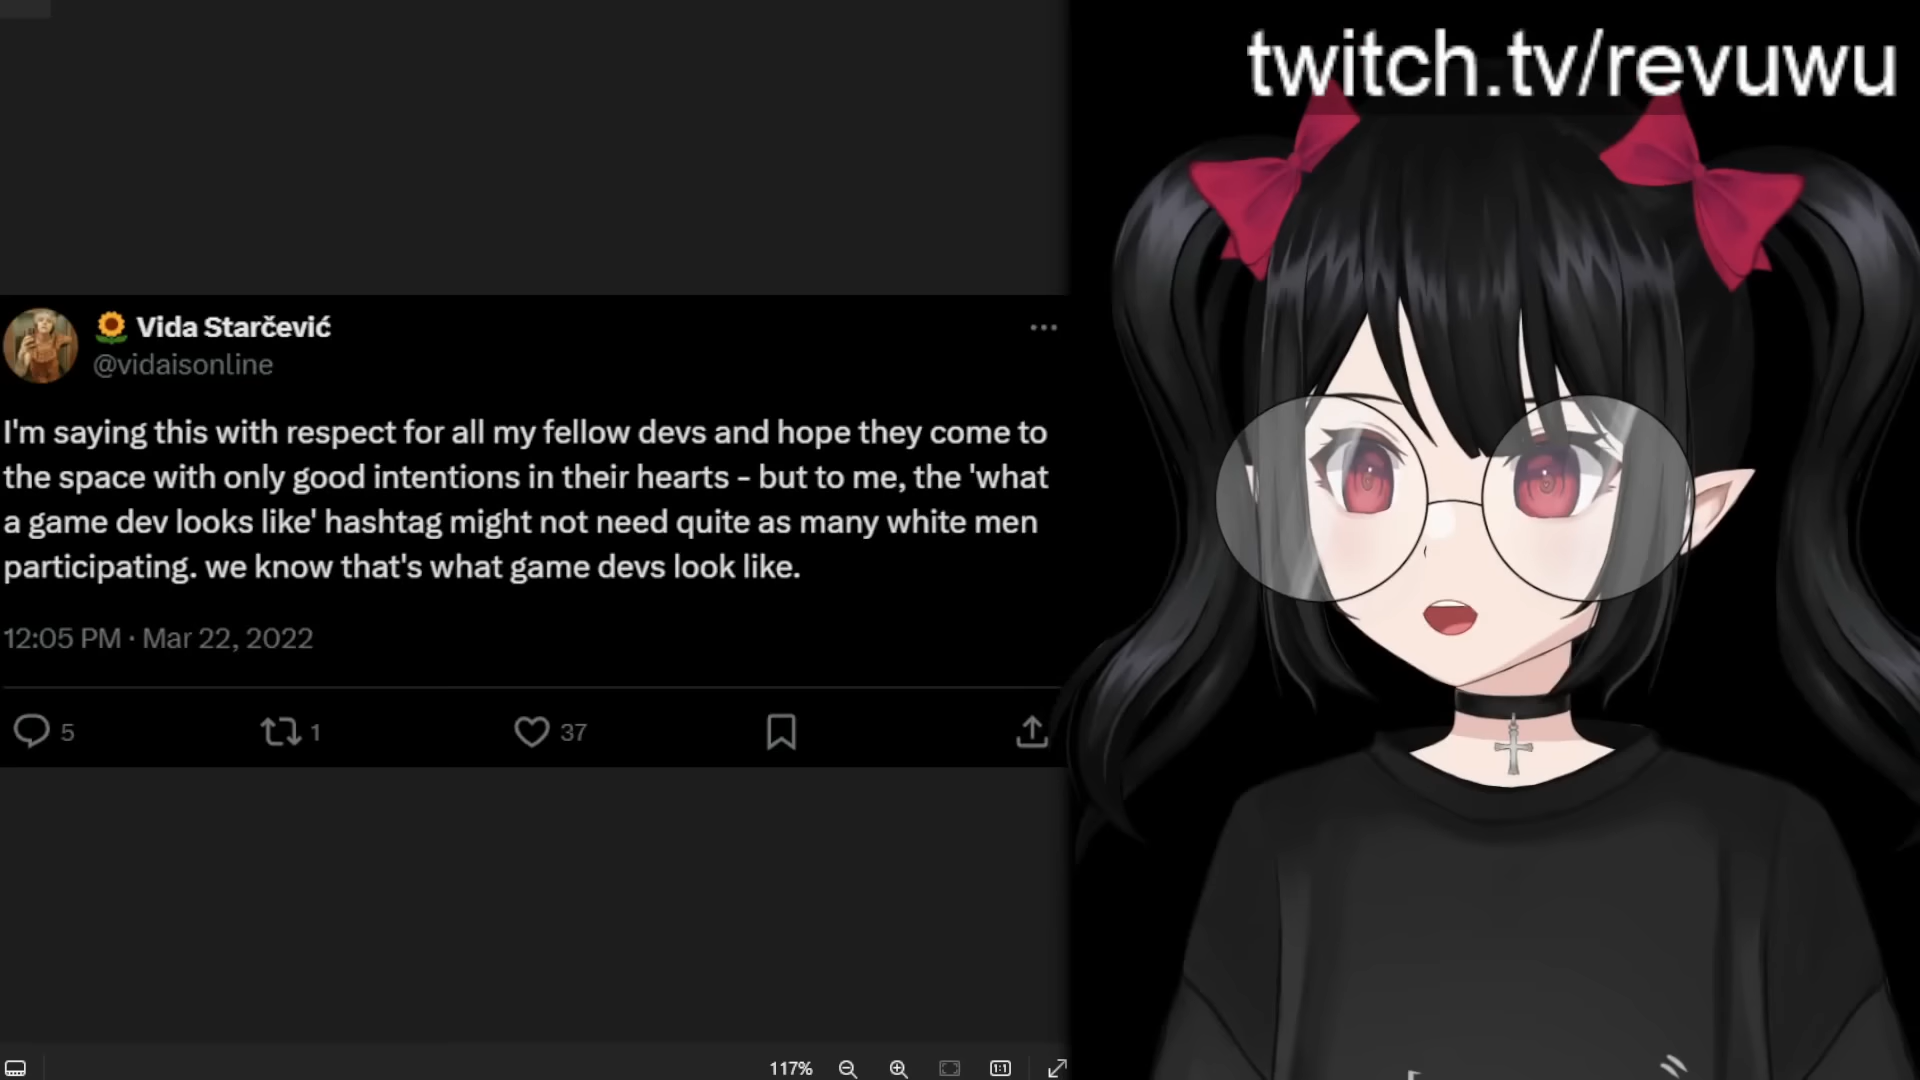 twitch.tv/revuwu
🌻 Vida Starčević
@vidaisonline
I'm saying this with respect for all my fellow devs and hope they come to
the space with only good intentions in their hearts - but to me, the 'what
a game dev looks like' hashtag might not need quite as many white men
participating. we know that's what game devs look like.
12:05 PM · Mar 22, 2022
5 1 37
117% 1:1